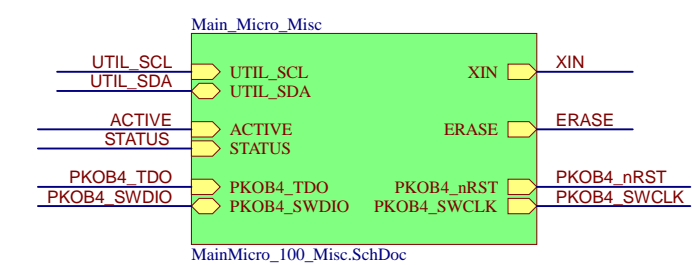 Main_Micro_Misc
UTIL_SCL UTIL_SCL XIN XIN
UTIL_SDA UTIL_SDA
ACTIVE ACTIVE ERASE ERASE
STATUS STATUS
PKOB4_TDO PKOB4_TDO PKOB4_nRST PKOB4_nRST
PKOB4_SWDIO PKOB4_SWDIO PKOB4_SWCLK PKOB4_SWCLK
MainMicro_100_Misc.SchDoc